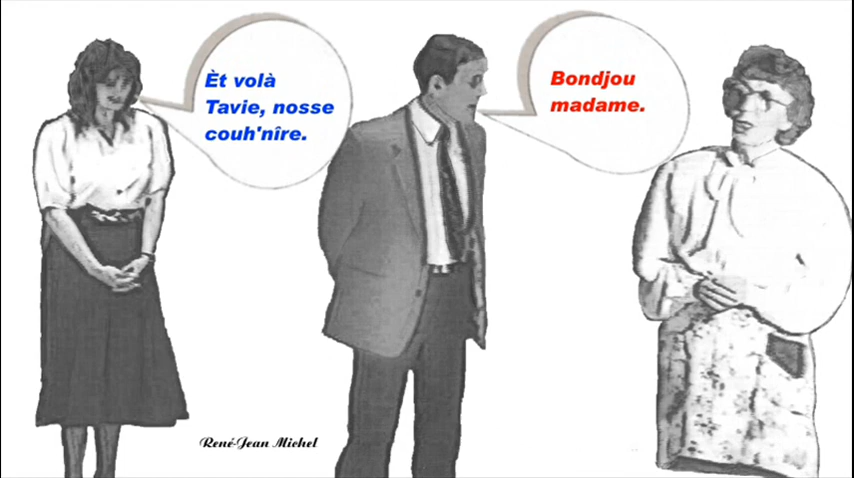 Èt volà
Tavie, nosse
couh'nîre.
Bondjou
madame.
René-Jean Michel